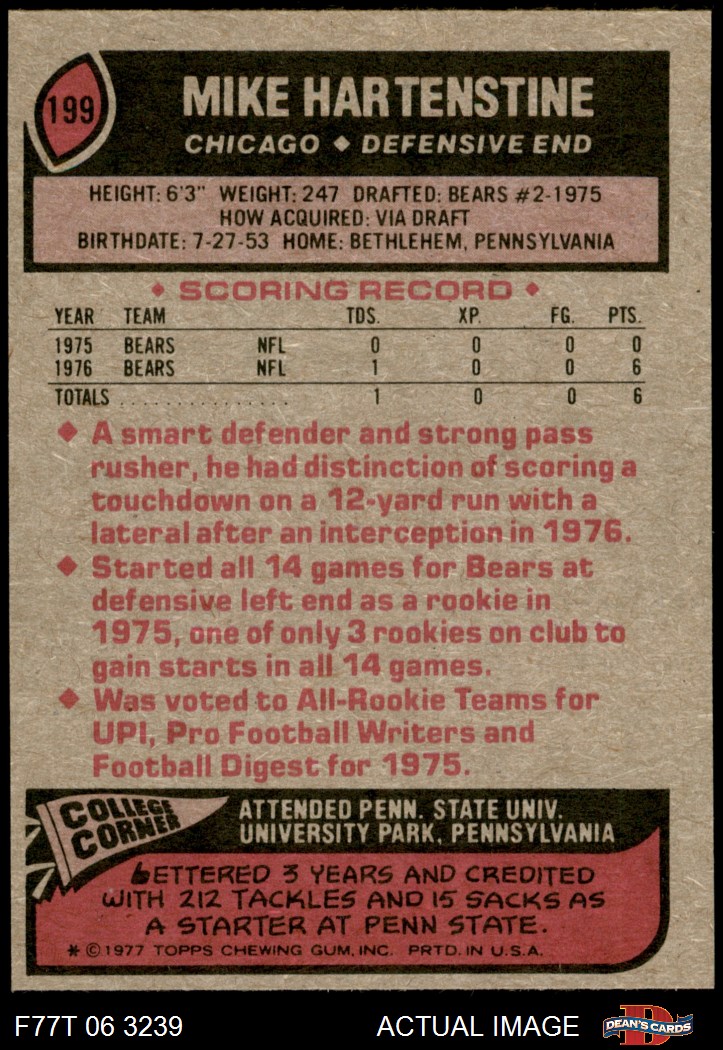 199
MIKE HARTENSTINE
CHICAGO ◆ DEFENSIVE END
HEIGHT: 6'3" WEIGHT: 247 DRAFTED: BEARS #2-1975
HOW ACQUIRED: VIA DRAFT
BIRTHDATE: 7-27-53 HOME: BETHLEHEM, PENNSYLVANIA
◆ SCORING RECORD ◆
YEAR TEAM TDS. XP. FG. PTS.
1975 BEARS NFL 0 0 0 0
1976 BEARS NFL 1 0 0 6
TOTALS . . . . . . . . . . . . . . . . 1 0 0 6
◆ A smart defender and strong pass
rusher, he had distinction of scoring a
touchdown on a 12-yard run with a
lateral after an interception in 1976.
◆ Started all 14 games for Bears at
defensive left end as a rookie in
1975, one of only 3 rookies on club to
gain starts in all 14 games.
◆ Was voted to All-Rookie Teams for
UPI, Pro Football Writers and
Football Digest for 1975.
COLLEGE
CORNER
ATTENDED PENN. STATE UNIV.
UNIVERSITY PARK, PENNSYLVANIA
LETTERED 3 YEARS AND CREDITED
WITH 212 TACKLES AND 15 SACKS AS
A STARTER AT PENN STATE.
* © 1977 TOPPS CHEWING GUM, INC. PRTD. IN U.S.A.
F77T 06 3239 ACTUAL IMAGE
D
DEAN'S CARDS